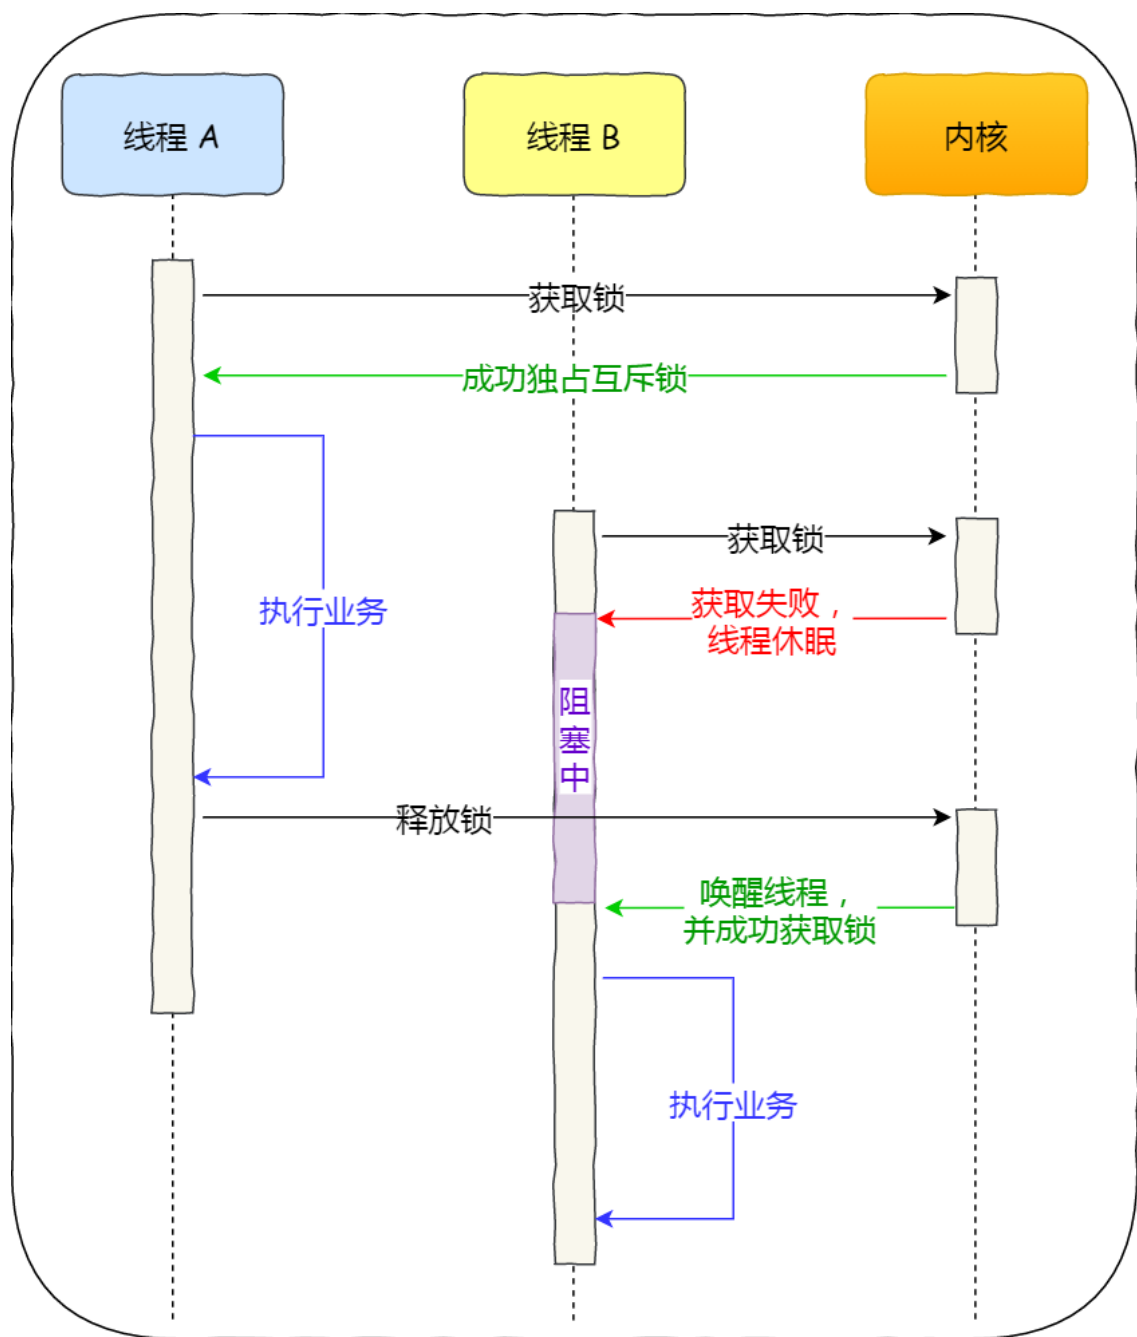 线程 A
线程 B
内核
获取锁
成功独占互斥锁
获取锁
执行业务
获取失败，
线程休眠
阻
塞
中
释放锁
唤醒线程，
并成功获取锁
执行业务